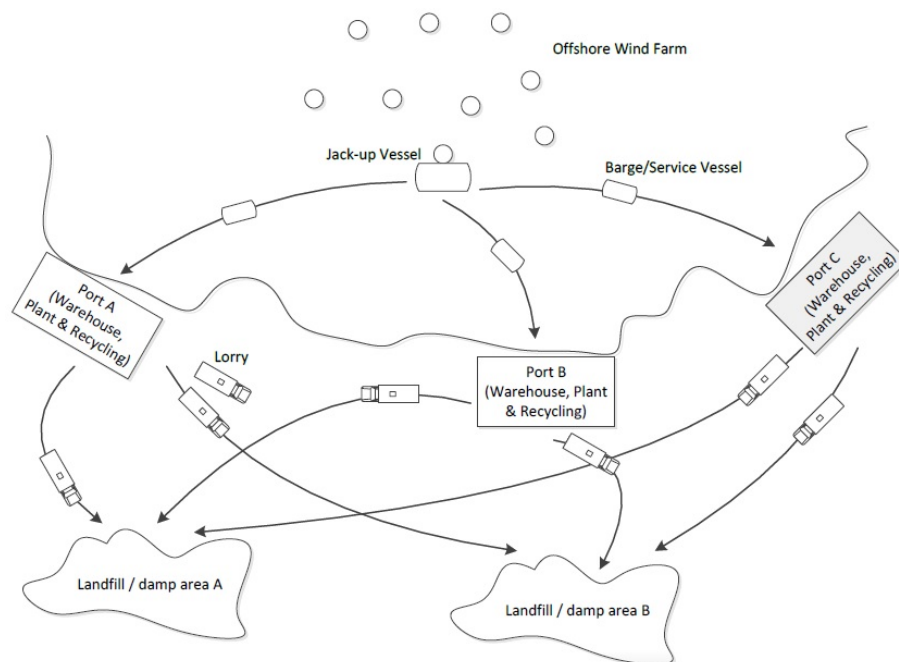 Offshore Wind Farm
Jack-up Vessel
Barge/Service Vessel
Port A
(Warehouse,
Plant & Recycling)
Port C
(Warehouse,
Plant & Recycling)
Lorry
Port B
(Warehouse, Plant
& Recycling)
Landfill / damp area A
Landfill / damp area B